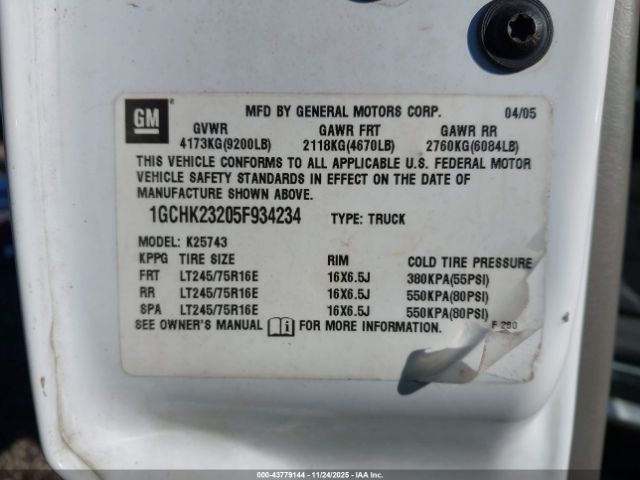 GM MFD BY GENERAL MOTORS CORP. 04/05
GVWR GAWR FRT GAWR RR
4173KG(9200LB) 2118KG(4670LB) 2760KG(6084LB)
THIS VEHICLE CONFORMS TO ALL APPLICABLE U.S. FEDERAL MOTOR
VEHICLE SAFETY STANDARDS IN EFFECT ON THE DATE OF
MANUFACTURE SHOWN ABOVE.
1GCHK23205F934234 TYPE: TRUCK
MODEL: K25743
KPPG TIRE SIZE RIM COLD TIRE PRESSURE
FRT LT245/75R16E 16X6.5J 380KPA(55PSI)
RR LT245/75R16E 16X6.5J 550KPA(80PSI)
SPA LT245/75R16E 16X6.5J 550KPA(80PSI)
SEE OWNER'S MANUAL FOR MORE INFORMATION.
000-43779144 - 11/24/2025 - IAAI.COM